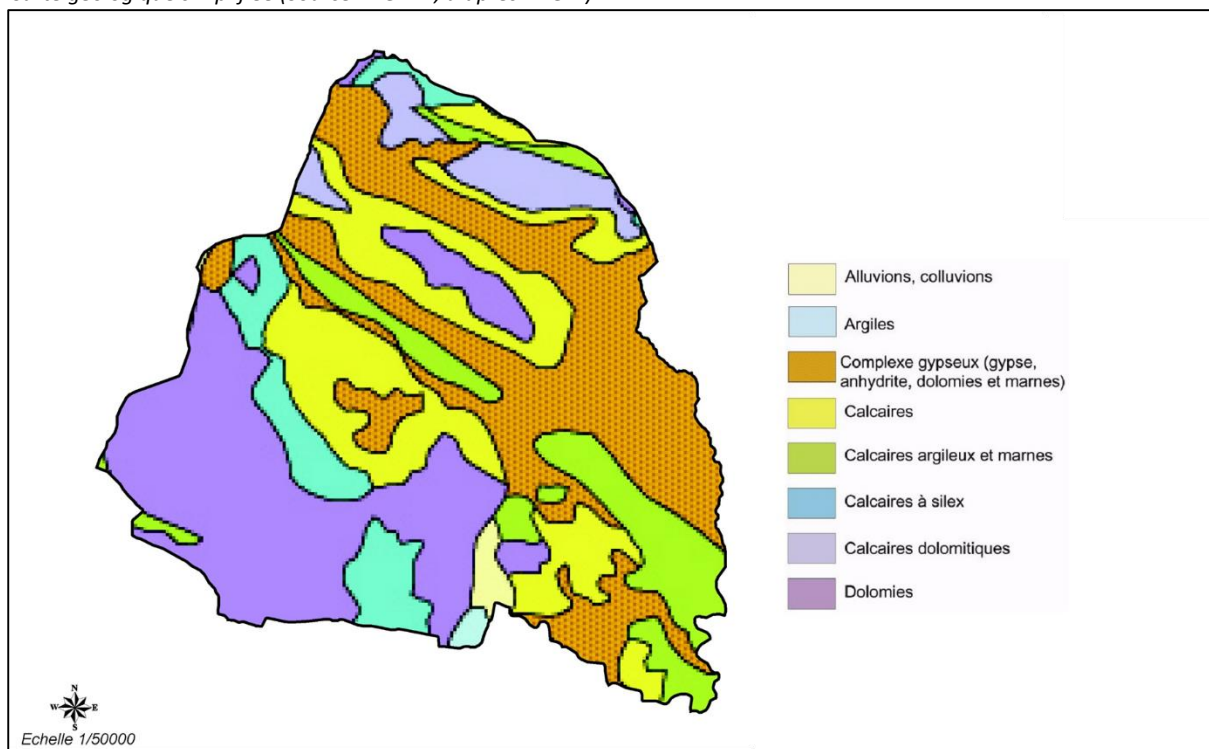 Alluvions, colluvions
Argiles
Complexe gypseux (gypse,
anhydrite, dolomies et marnes)
Calcaires
Calcaires argileux et marnes
Calcaires à silex
Calcaires dolomitiques
Dolomies
N
W E
S
Echelle 1/50000